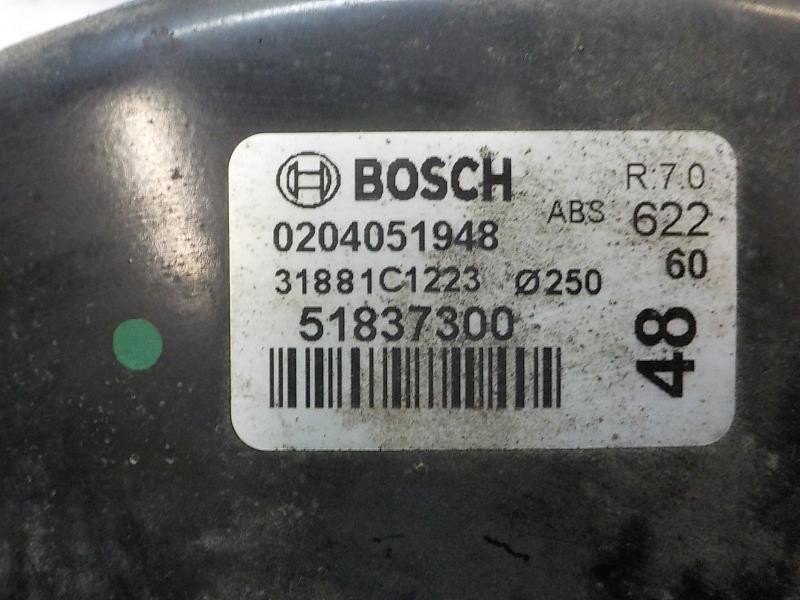 BOSCH R.7.0
0204051948 ABS 622
31881C1223 Ø250 60
51837300
48